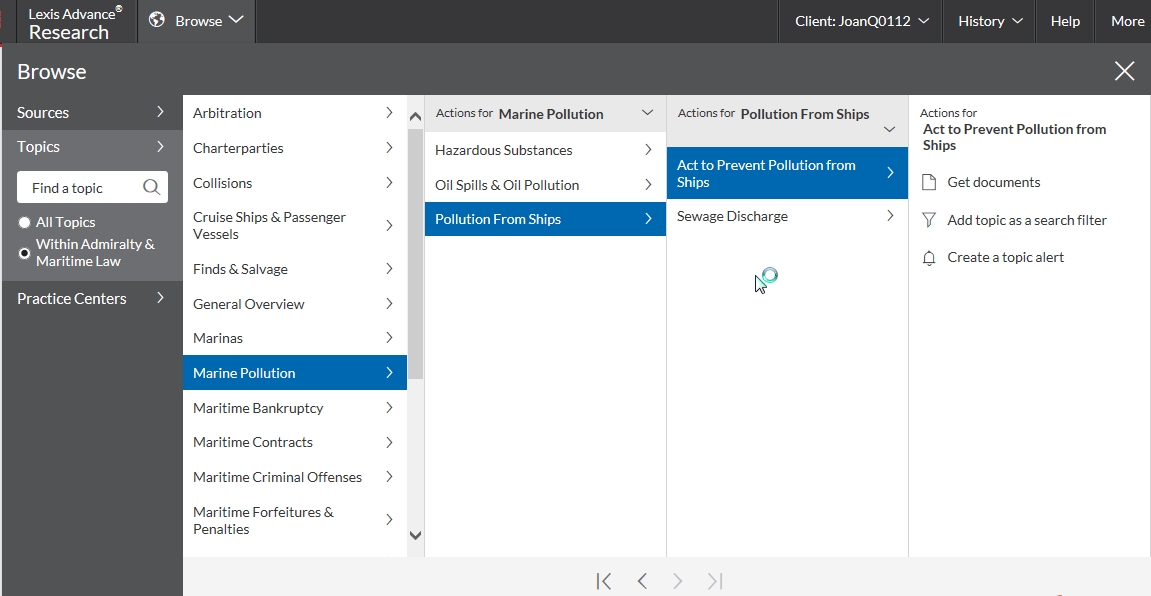 Lexis Advance®
Research
Browse
Client: JoanQ0112
History
Help
More
Browse
Sources
Topics
Find a topic
All Topics
Within Admiralty &
Maritime Law
Practice Centers
Arbitration
Charterparties
Collisions
Cruise Ships & Passenger
Vessels
Finds & Salvage
General Overview
Marinas
Marine Pollution
Maritime Bankruptcy
Maritime Contracts
Maritime Criminal Offenses
Maritime Forfeitures &
Penalties
Actions for Marine Pollution
Hazardous Substances
Oil Spills & Oil Pollution
Pollution From Ships
Actions for Pollution From Ships
Act to Prevent Pollution from
Ships
Sewage Discharge
Actions for
Act to Prevent Pollution from
Ships
Get documents
Add topic as a search filter
Create a topic alert